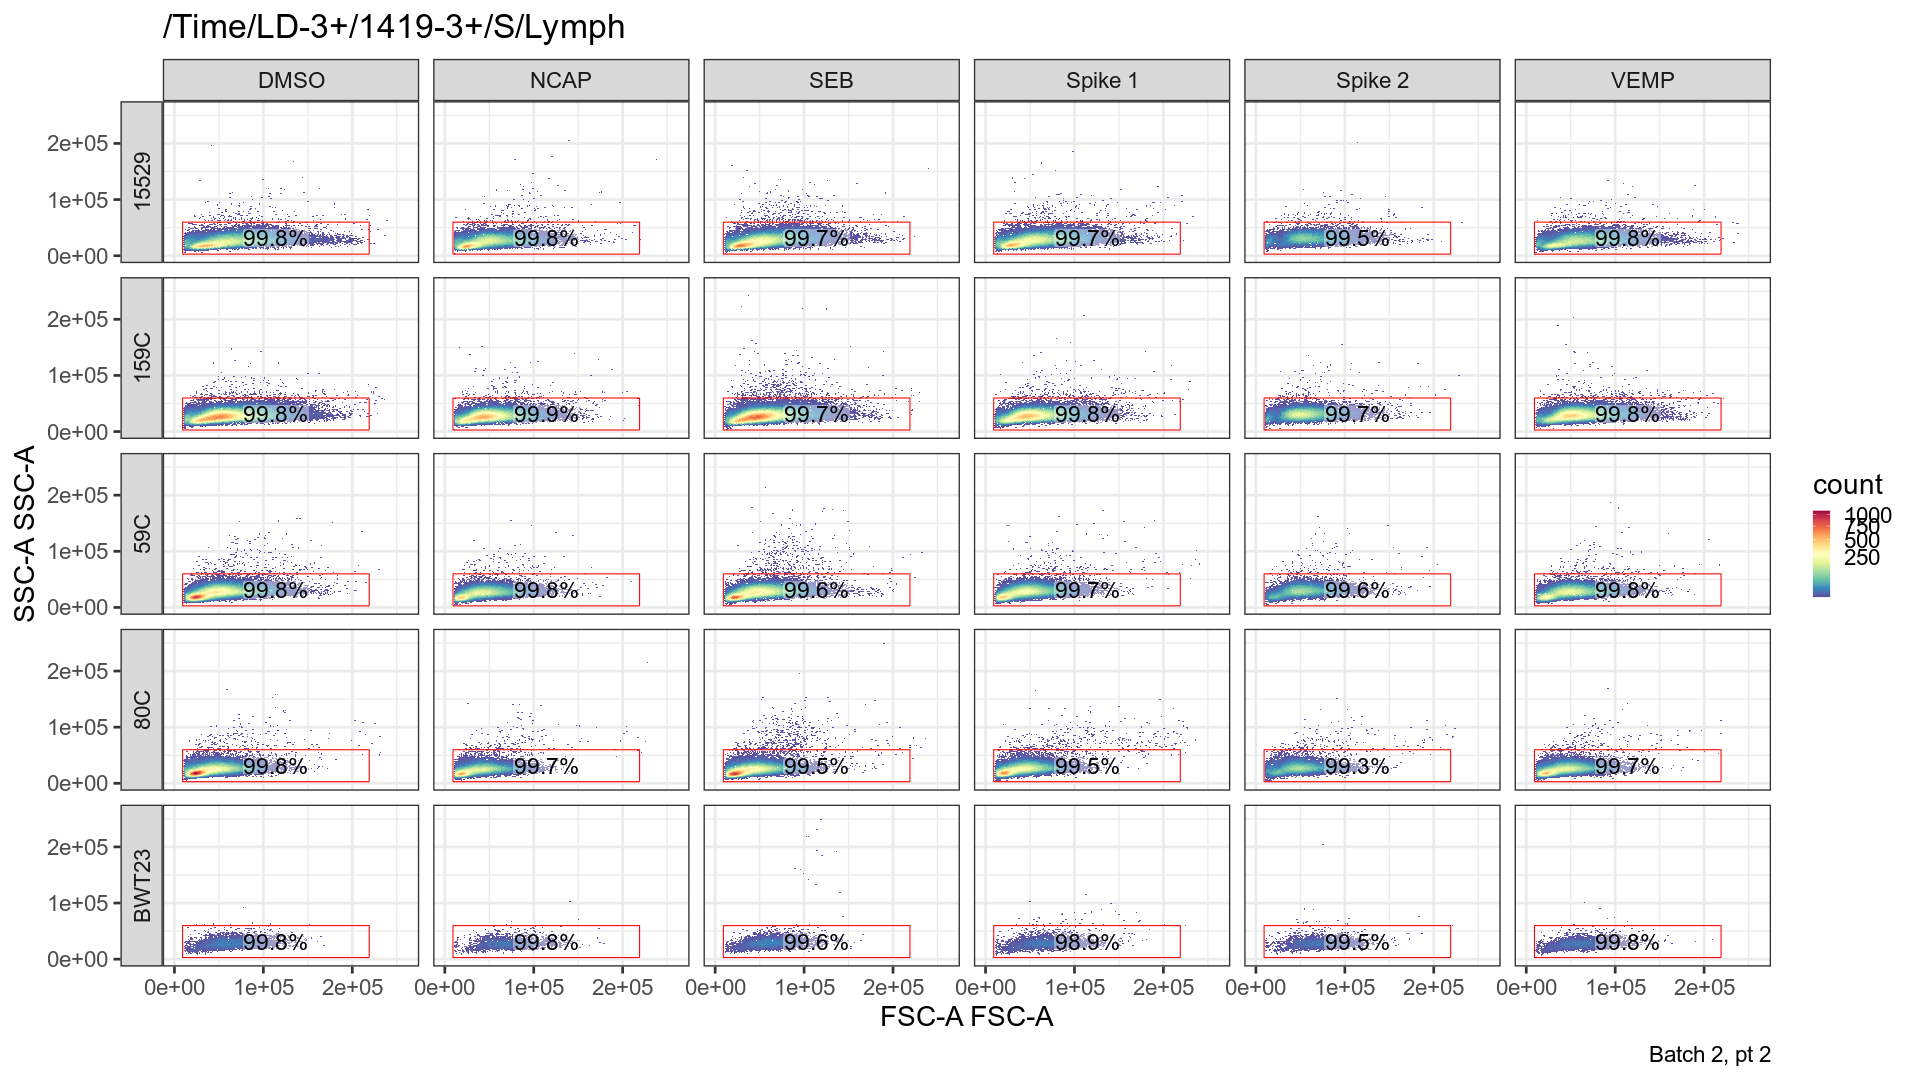 /Time/LD-3+/1419-3+/S/Lymph
DMSO NCAP SEB Spike 1 Spike 2 VEMP
15529
2e+05
1e+05
0e+00
99.8% 99.8% 99.7% 99.7% 99.5% 99.8%
159C
2e+05
1e+05
0e+00
99.8% 99.9% 99.7% 99.8% 99.7% 99.8%
59C
2e+05
1e+05
0e+00
99.8% 99.8% 99.6% 99.7% 99.6% 99.8%
80C
2e+05
1e+05
0e+00
99.8% 99.7% 99.5% 99.5% 99.3% 99.7%
BWT23
2e+05
1e+05
0e+00
99.8% 99.8% 99.6% 98.9% 99.5% 99.8%
0e+00 1e+05 2e+05 0e+00 1e+05 2e+05 0e+00 1e+05 2e+05 0e+00 1e+05 2e+05 0e+00 1e+05 2e+05 0e+00 1e+05 2e+05
FSC-A FSC-A
SSC-A SSC-A
count
1000
750
500
250
Batch 2, pt 2